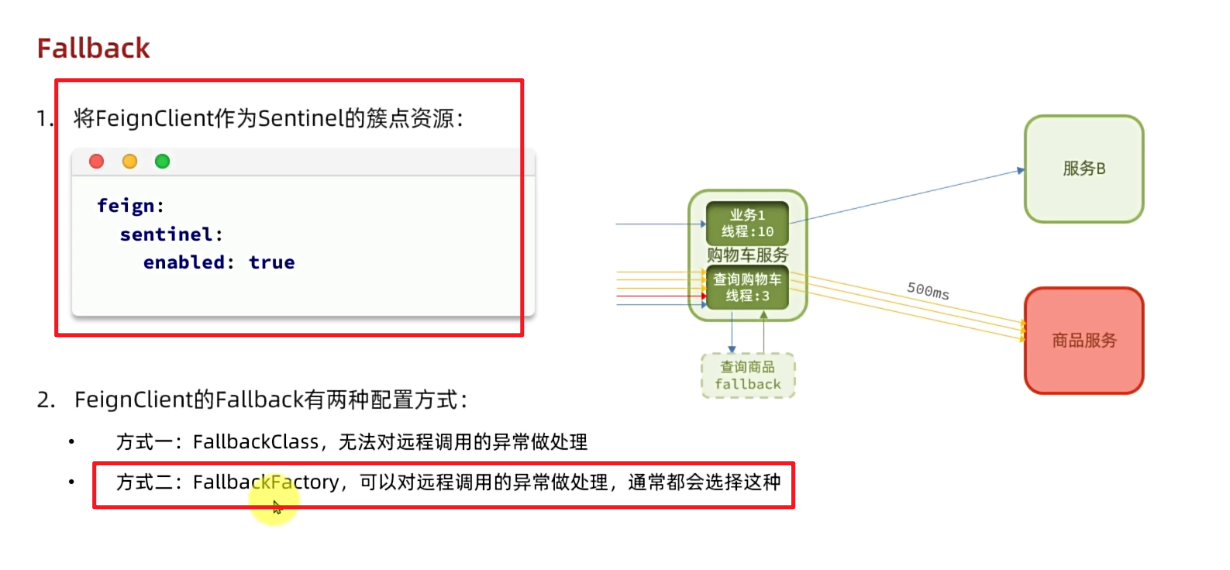 Fallback
1. 将FeignClient作为Sentinel的簇点资源：
feign:
sentinel:
enabled: true
2. FeignClient的Fallback有两种配置方式：
• 方式一：FallbackClass，无法对远程调用的异常做处理
• 方式二：FallbackFactory，可以对远程调用的异常做处理，通常都会选择这种
业务1
线程:10
购物车服务
查询购物车
线程:3
查询商品
fallback
服务B
500ms
商品服务